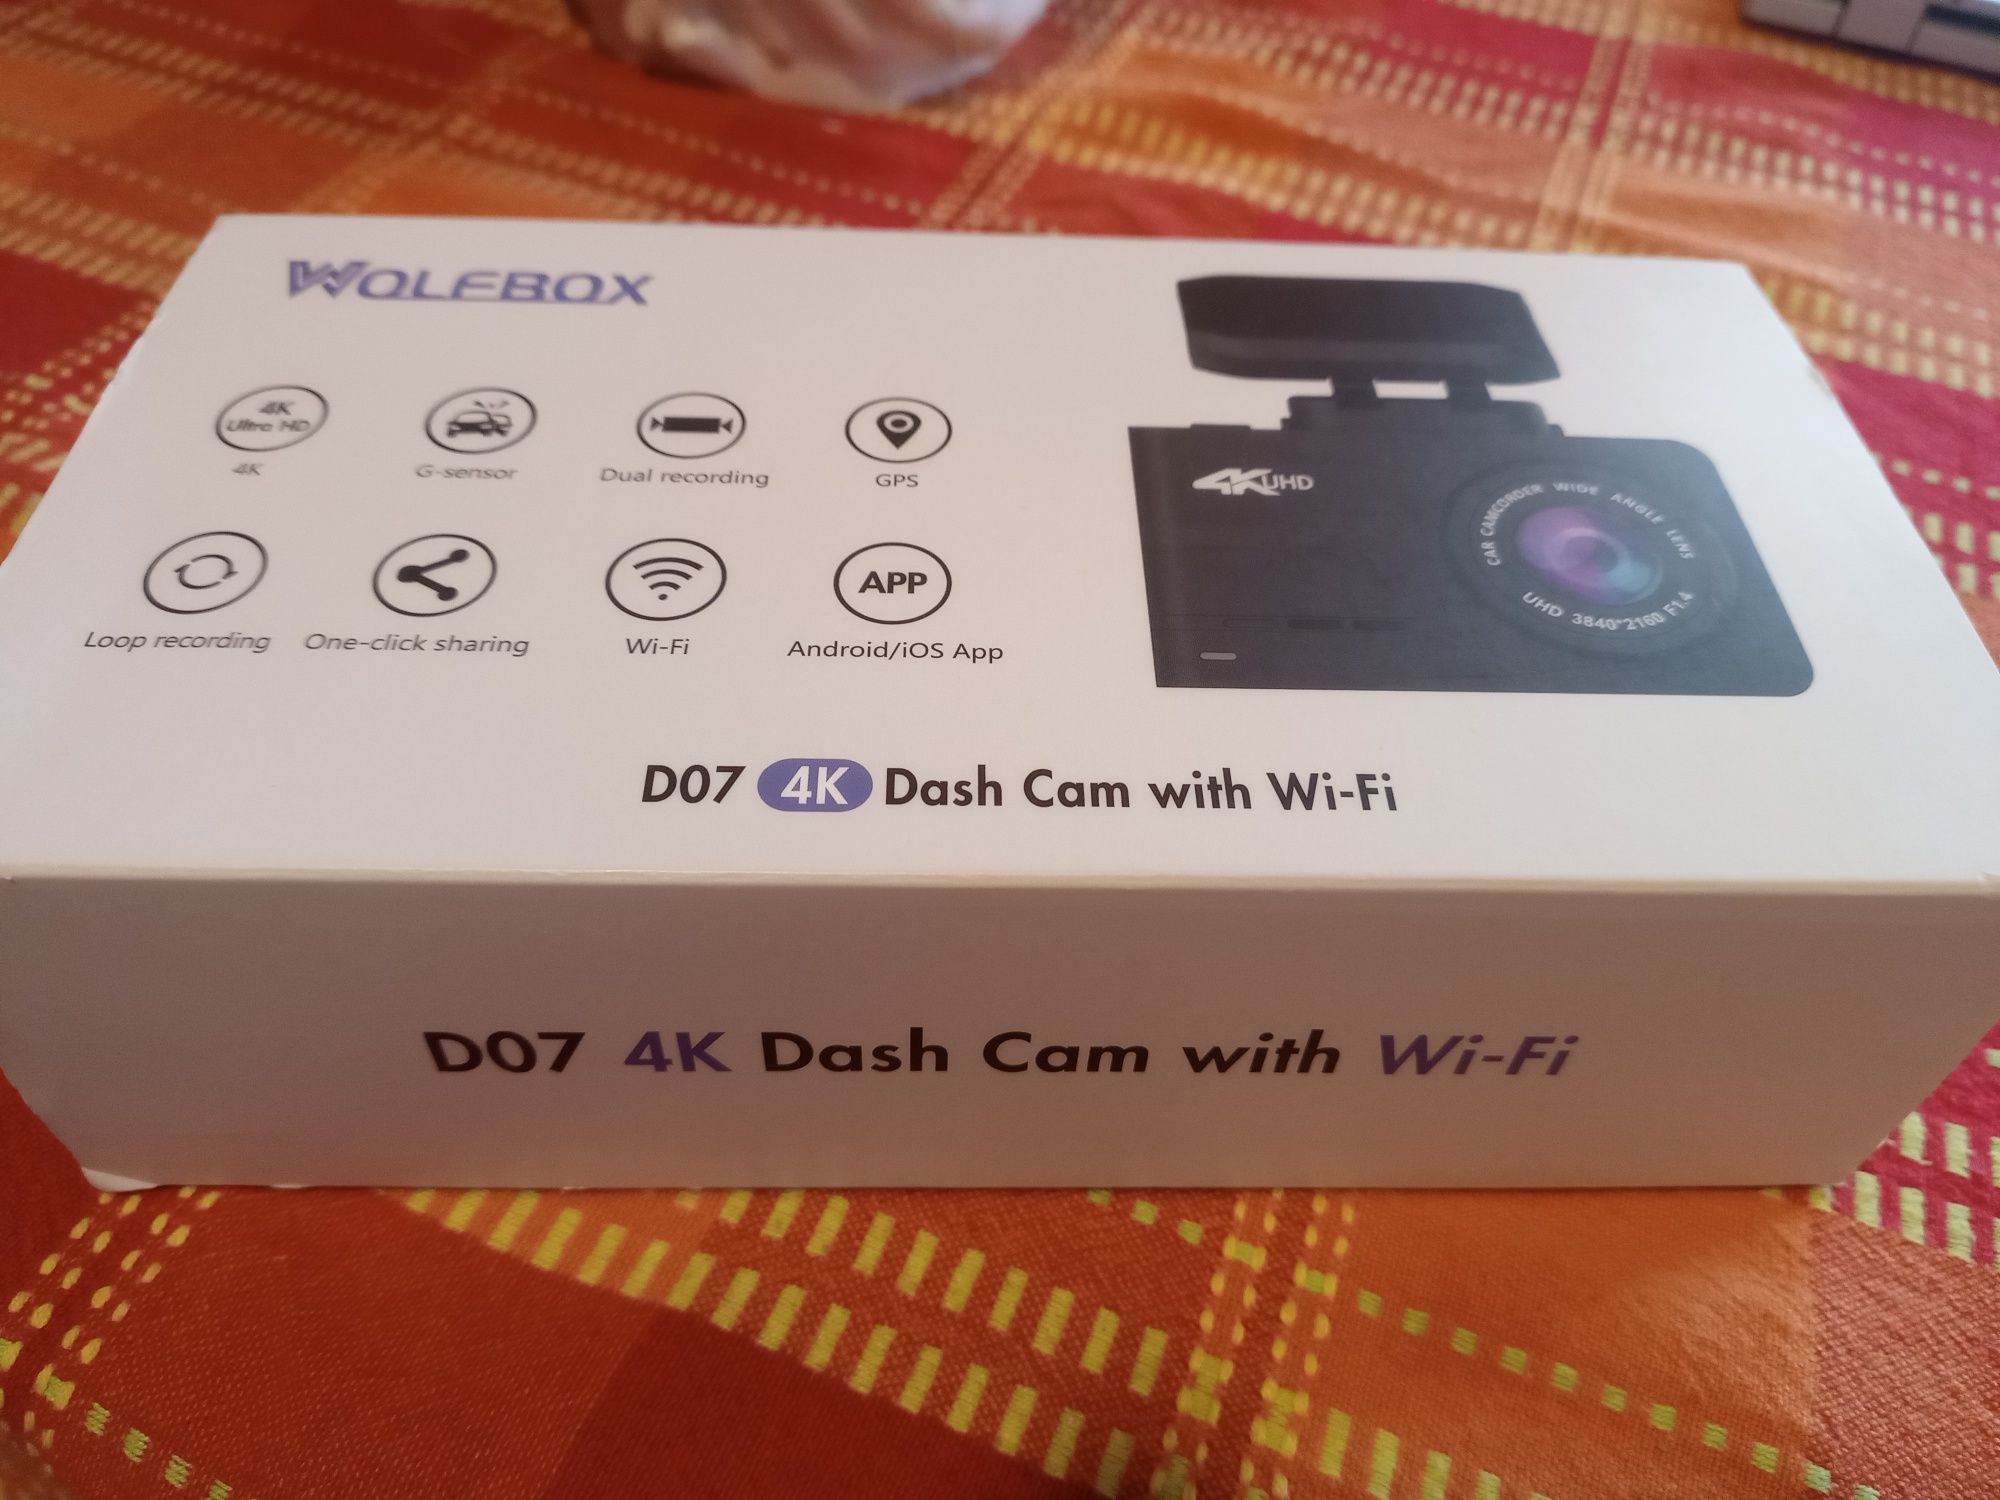 WOLFBOX
4K
Ultra HD
4K
G-sensor
Dual recording
GPS
Loop recording
One-click sharing
Wi-Fi
APP
Android/iOS App
4K UHD
CAR CAMCORDER WIDE ANGLE LENS
UHD 3840*2160 F1.4
D07 4K Dash Cam with Wi-Fi
D07 4K Dash Cam with Wi-Fi